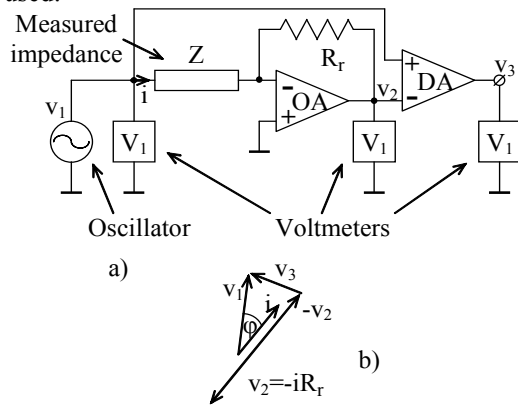 used.
Measured
impedance
Z
R_r
v_3
+
-
DA
-
+
OA
v_2
i
v_1
V_1
V_1
V_1
Oscillator
Voltmeters
a)
v_3
v_1
i
-v_2
φ
b)
v_2=-iR_r